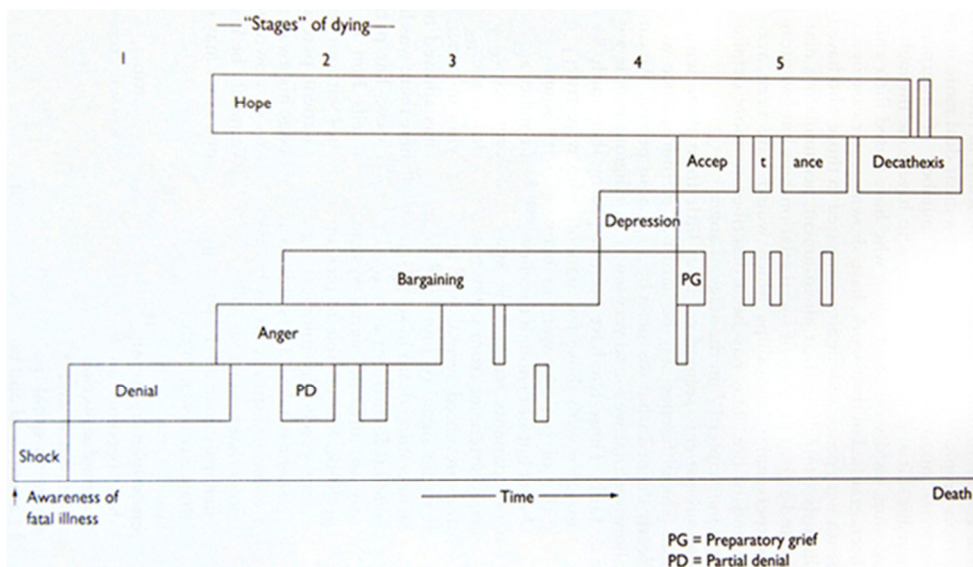 “Stages” of dying
1 2 3 4 5
Hope
Accep t ance Decathexis
Depression
Bargaining PG
Anger
Denial PD
Shock
Awareness of
fatal illness
Time
Death
PG = Preparatory grief
PD = Partial denial